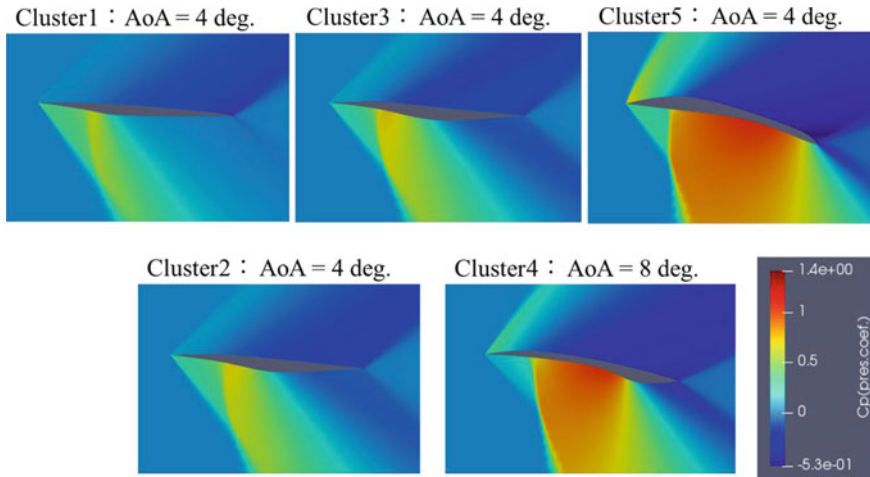 Cluster1：AoA = 4 deg.
Cluster3：AoA = 4 deg.
Cluster5：AoA = 4 deg.
Cluster2：AoA = 4 deg.
Cluster4：AoA = 8 deg.
1.4e+00
1
0.5
0
-5.3e-01
Cp(pres.coef.)